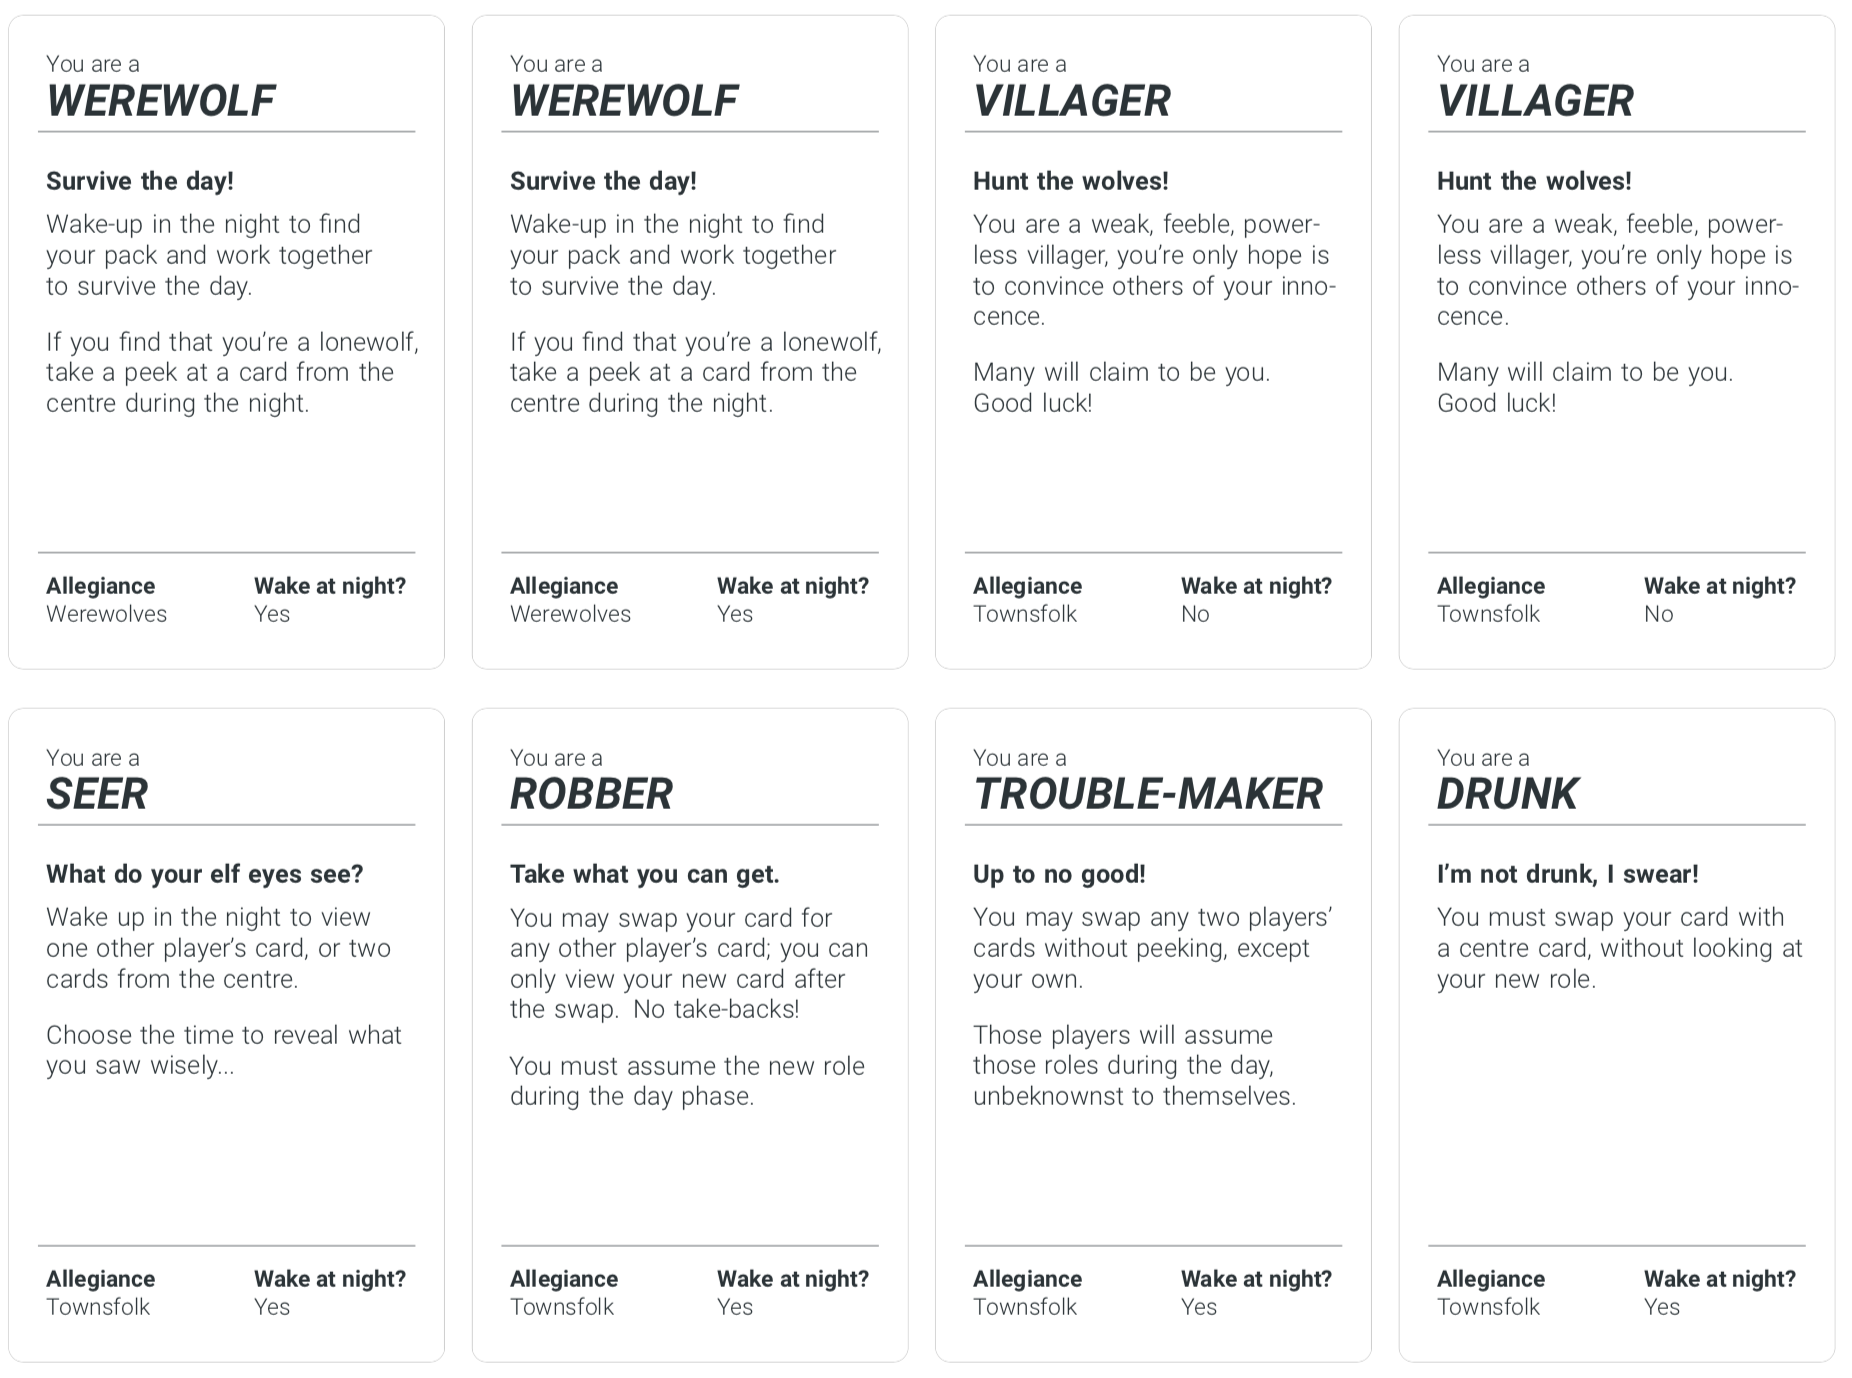 You are a
WEREWOLF
Survive the day!
Wake-up in the night to find
your pack and work together
to survive the day.
If you find that you’re a lonewolf,
take a peek at a card from the
centre during the night.
Allegiance Wake at night?
Werewolves Yes
You are a
WEREWOLF
Survive the day!
Wake-up in the night to find
your pack and work together
to survive the day.
If you find that you’re a lonewolf,
take a peek at a card from the
centre during the night.
Allegiance Wake at night?
Werewolves Yes
You are a
VILLAGER
Hunt the wolves!
You are a weak, feeble, power-
less villager, you’re only hope is
to convince others of your inno-
cence.
Many will claim to be you.
Good luck!
Allegiance Wake at night?
Townsfolk No
You are a
VILLAGER
Hunt the wolves!
You are a weak, feeble, power-
less villager, you’re only hope is
to convince others of your inno-
cence.
Many will claim to be you.
Good luck!
Allegiance Wake at night?
Townsfolk No
You are a
SEER
What do your elf eyes see?
Wake up in the night to view
one other player’s card, or two
cards from the centre.
Choose the time to reveal what
you saw wisely...
Allegiance Wake at night?
Townsfolk Yes
You are a
ROBBER
Take what you can get.
You may swap your card for
any other player’s card; you can
only view your new card after
the swap. No take-backs!
You must assume the new role
during the day phase.
Allegiance Wake at night?
Townsfolk Yes
You are a
TROUBLE-MAKER
Up to no good!
You may swap any two players’
cards without peeking, except
your own.
Those players will assume
those roles during the day,
unbeknownst to themselves.
Allegiance Wake at night?
Townsfolk Yes
You are a
DRUNK
I’m not drunk, I swear!
You must swap your card with
a centre card, without looking at
your new role.
Allegiance Wake at night?
Townsfolk Yes